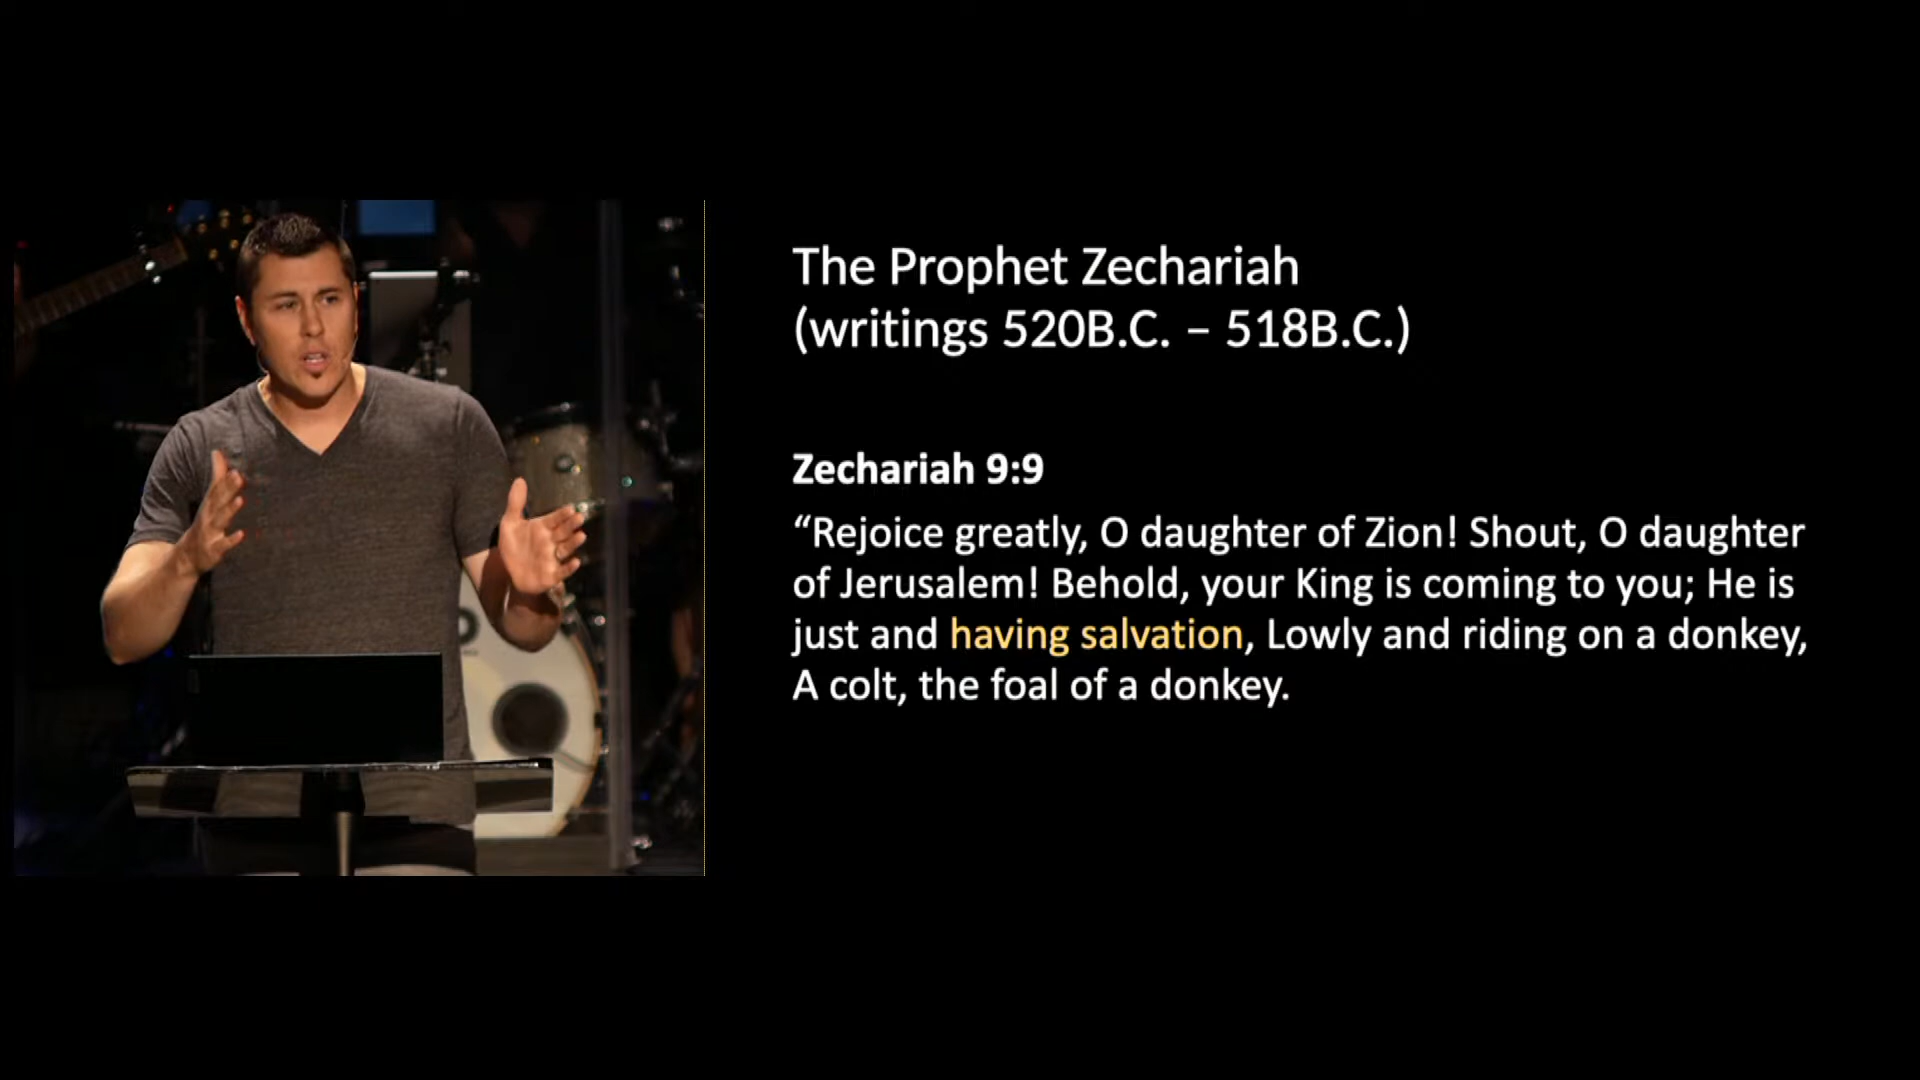 The Prophet Zechariah
(writings 520B.C. – 518B.C.)
Zechariah 9:9
“Rejoice greatly, O daughter of Zion! Shout, O daughter
of Jerusalem! Behold, your King is coming to you; He is
just and having salvation, Lowly and riding on a donkey,
A colt, the foal of a donkey.